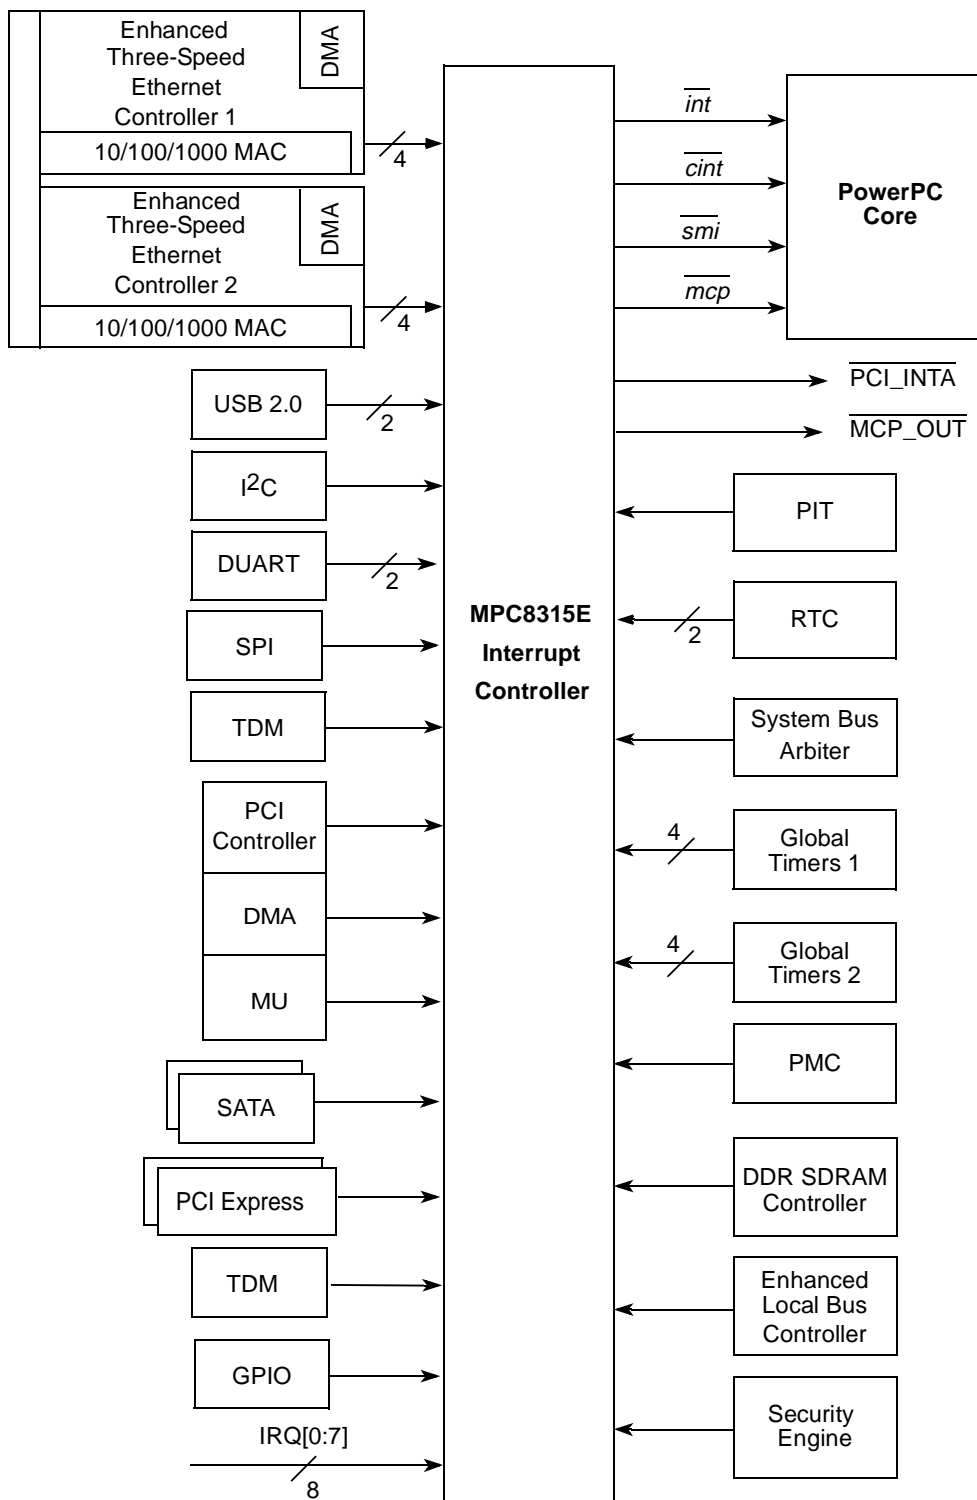 Enhanced
Three-Speed
Ethernet
Controller 1
DMA
10/100/1000 MAC
4
Enhanced
Three-Speed
Ethernet
Controller 2
DMA
10/100/1000 MAC
4
USB 2.0
2
I2C
DUART
2
SPI
TDM
PCI
Controller
DMA
MU
SATA
PCI Express
TDM
GPIO
IRQ[0:7]
8
MPC8315E
Interrupt
Controller
int
cint
smi
mcp
PowerPC
Core
PCI_INTA
MCP_OUT
PIT
RTC
2
System Bus
Arbiter
4
Global
Timers 1
4
Global
Timers 2
PMC
DDR SDRAM
Controller
Enhanced
Local Bus
Controller
Security
Engine